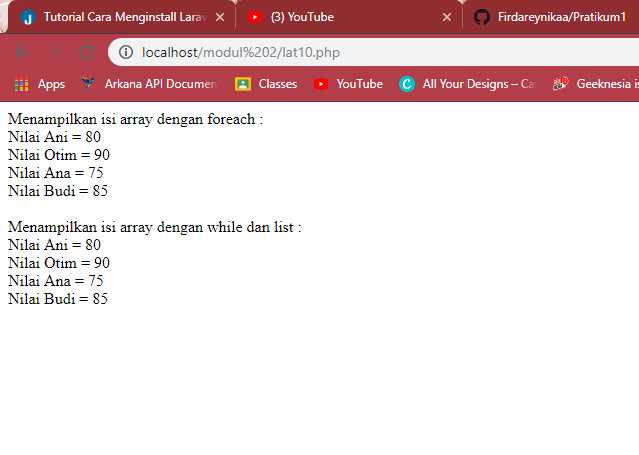 Tutorial Cara Menginstall Larav
(3) YouTube
Firdareynikaa/Pratikum1
localhost/modul%202/lat10.php
Apps
Arkana API Documen
Classes
YouTube
All Your Designs – Ca
Geeknesia is
Menampilkan isi array dengan foreach :
Nilai Ani = 80
Nilai Otim = 90
Nilai Ana = 75
Nilai Budi = 85
Menampilkan isi array dengan while dan list :
Nilai Ani = 80
Nilai Otim = 90
Nilai Ana = 75
Nilai Budi = 85